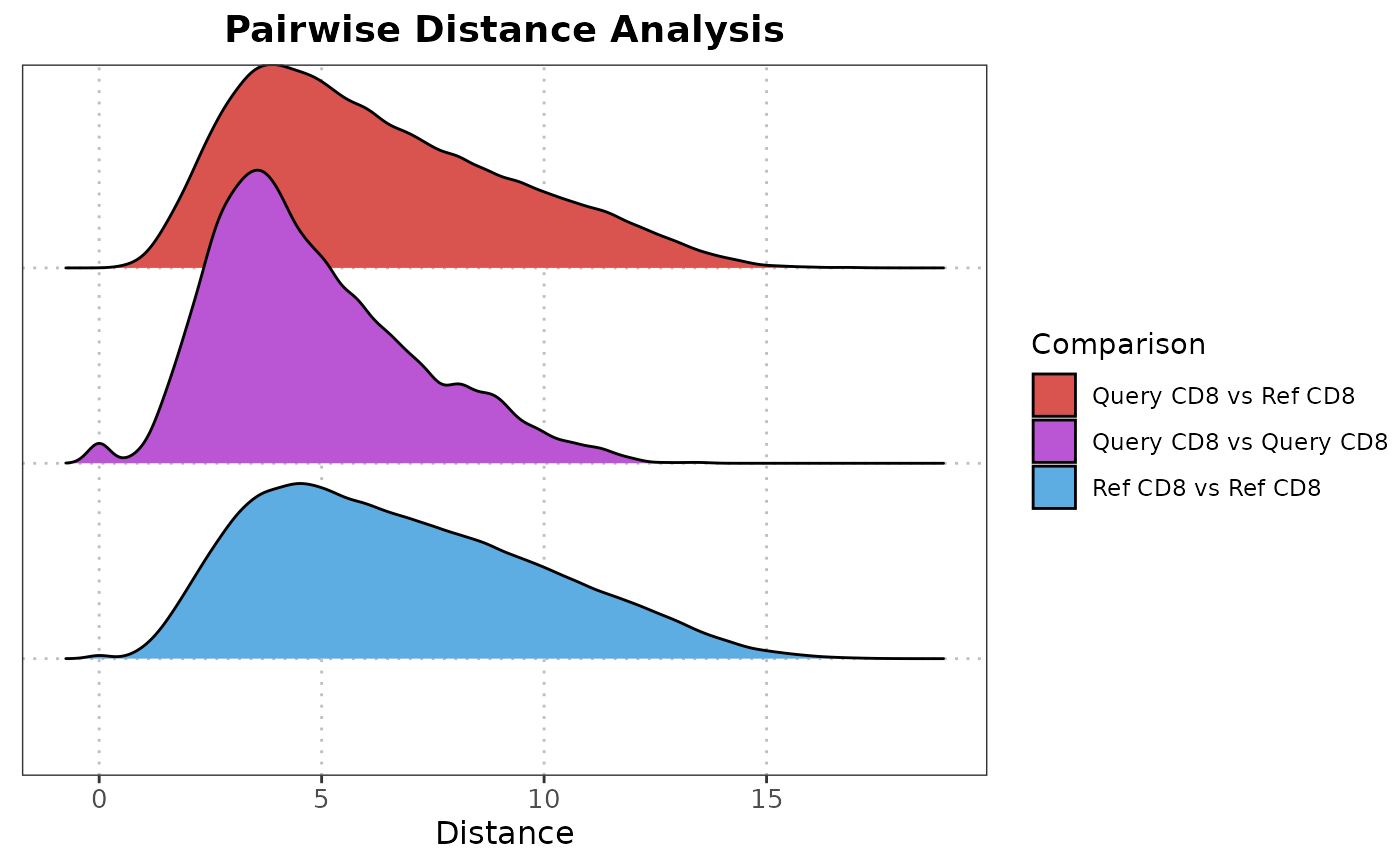 Pairwise Distance Analysis
Comparison
Query CD8 vs Ref CD8
Query CD8 vs Query CD8
Ref CD8 vs Ref CD8
0 5 10 15
Distance